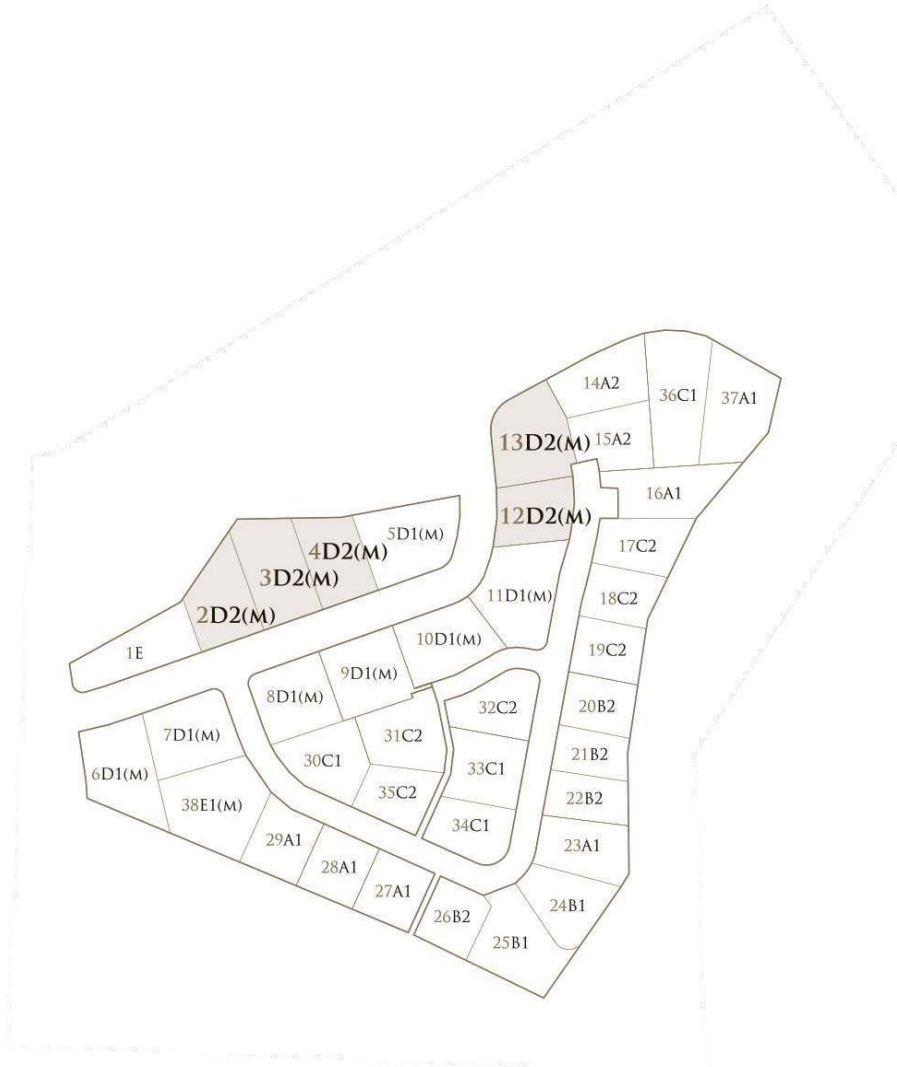 14A2
36C1
37A1
13D2(M)
15A2
16A1
12D2(M)
5D1(M)
4D2(M)
17C2
3D2(M)
11D1(M)
18C2
2D2(M)
10D1(M)
1E
19C2
9D1(M)
8D1(M)
32C2
20B2
7D1(M)
31C2
21B2
30C1
33C1
6D1(M)
35C2
22B2
38E1(M)
34C1
29A1
23A1
28A1
27A1
24B1
26B2
25B1